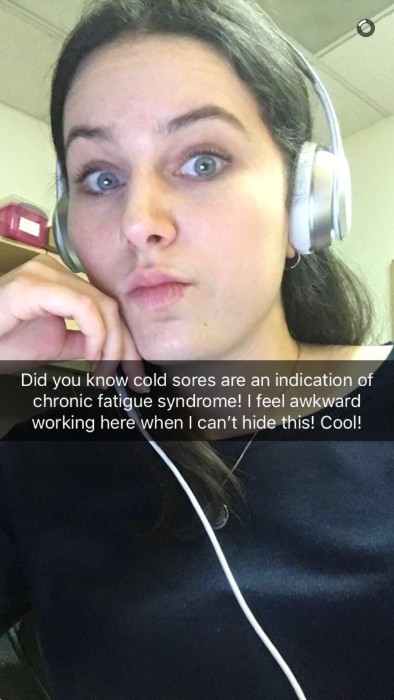 Did you know cold sores are an indication of
chronic fatigue syndrome! I feel awkward
working here when I can't hide this! Cool!